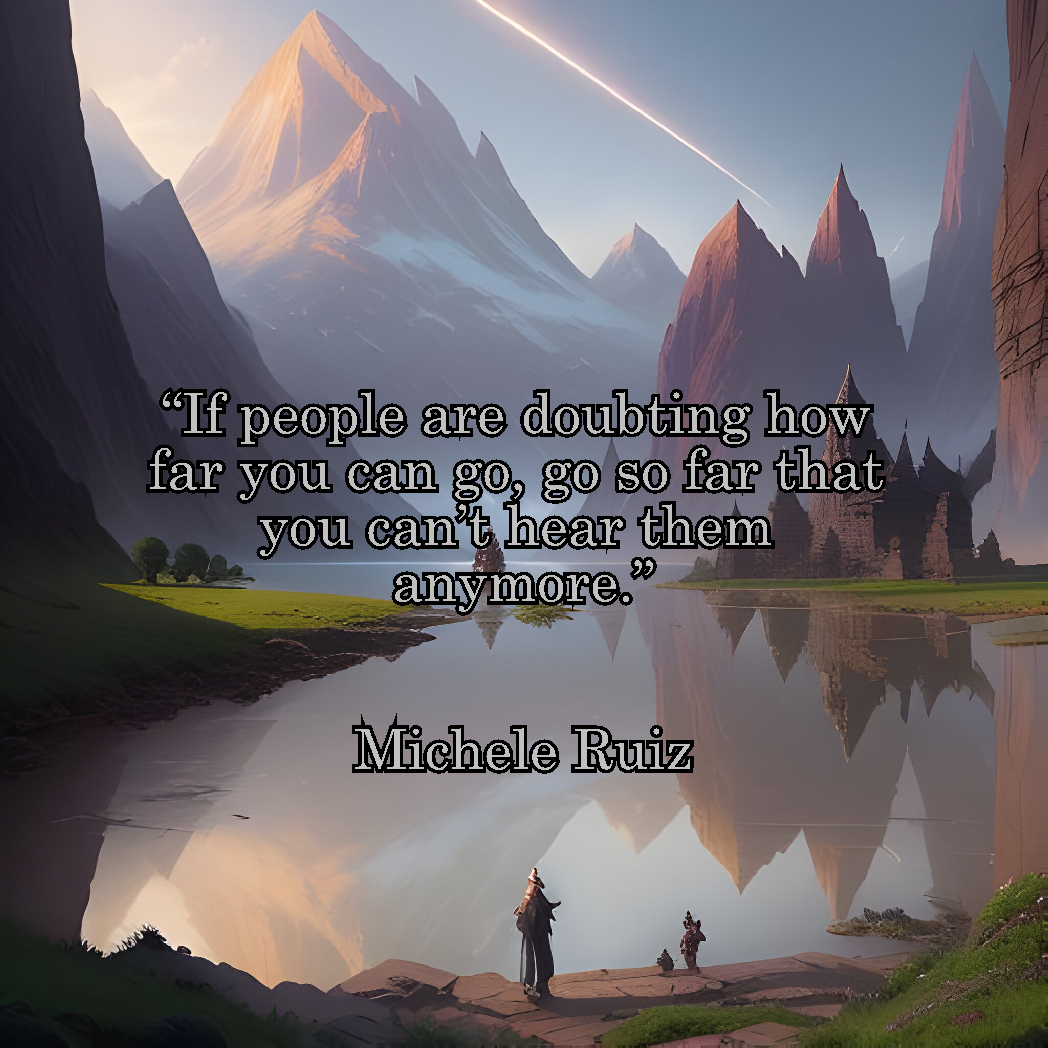 “If people are doubting how
far you can go, go so far that
you can’t hear them
anymore.”
Michele Ruiz